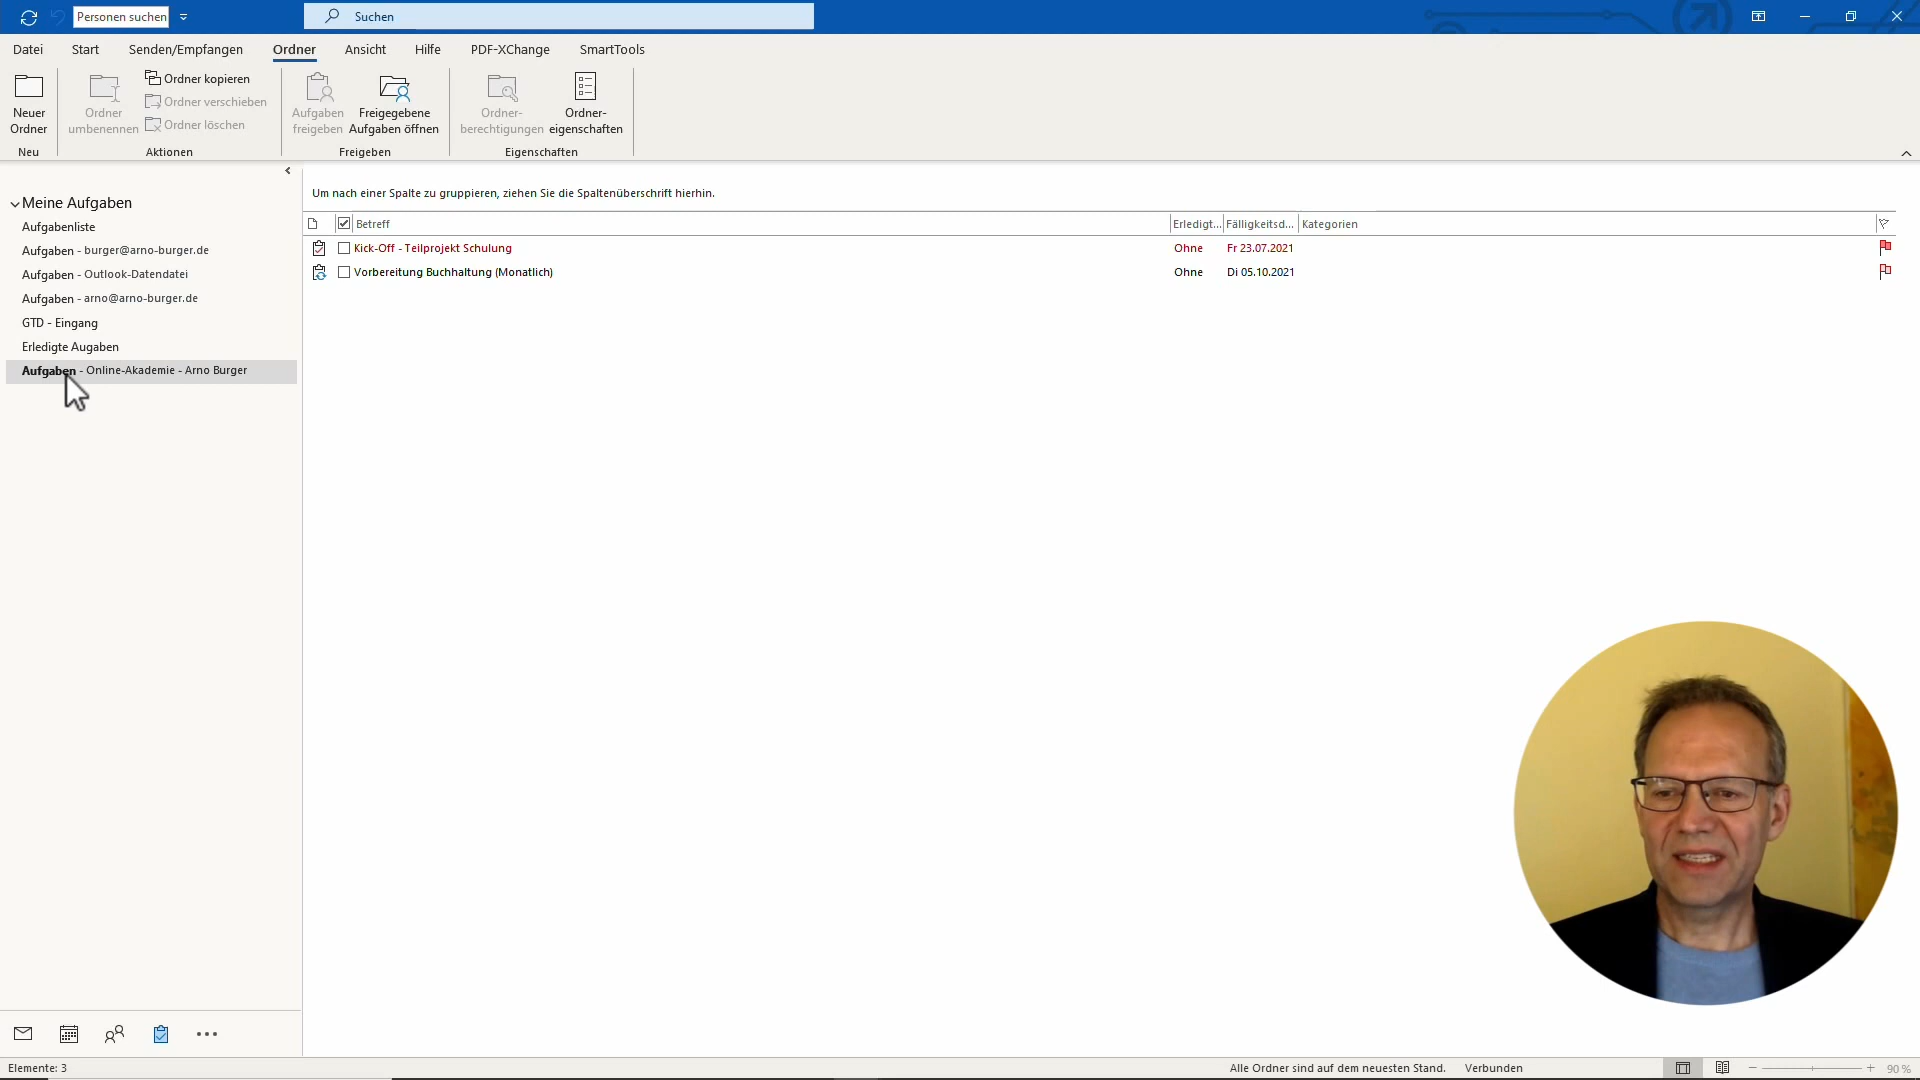 Personen suchen
Suchen
Datei Start Senden/Empfangen Ordner Ansicht Hilfe PDF-XChange SmartTools
Neuer Ordner
Ordner umbenennen
Ordner kopieren
Ordner verschieben
Ordner löschen
Aufgaben freigeben
Freigegebene Aufgaben öffnen
Ordner-berechtigungen
Ordner-eigenschaften
Neu Aktionen Freigeben Eigenschaften
Meine Aufgaben
Aufgabenliste
Aufgaben - burger@arno-burger.de
Aufgaben - Outlook-Datendatei
Aufgaben - arno@arno-burger.de
GTD - Eingang
Erledigte Augaben
Aufgaben - Online-Akademie - Arno Burger
Um nach einer Spalte zu gruppieren, ziehen Sie die Spaltenüberschrift hierhin.
Betreff Erledigt... Fälligkeitsd... Kategorien
Kick-Off - Teilprojekt Schulung Ohne Fr 23.07.2021
Vorbereitung Buchhaltung (Monatlich) Ohne Di 05.10.2021
Elemente: 3 Alle Ordner sind auf dem neuesten Stand. Verbunden 90 %